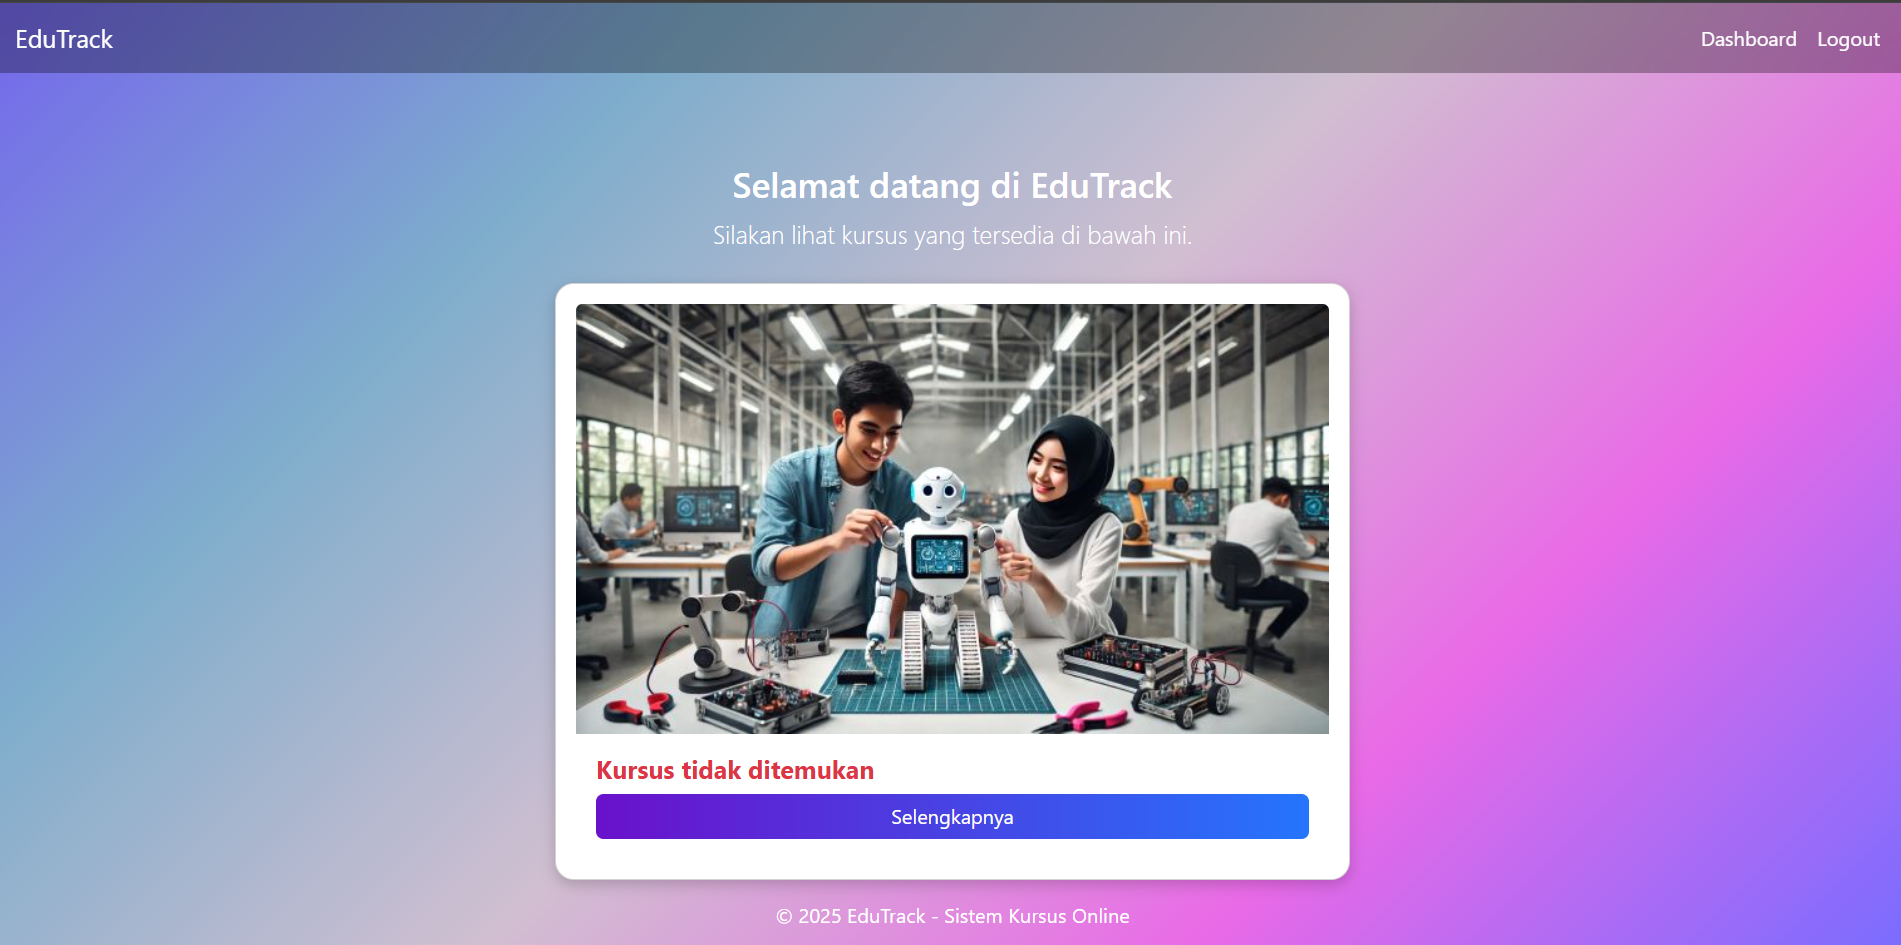 EduTrack
Dashboard Logout
Selamat datang di EduTrack
Silakan lihat kursus yang tersedia di bawah ini.
Kursus tidak ditemukan
Selengkapnya
© 2025 EduTrack - Sistem Kursus Online